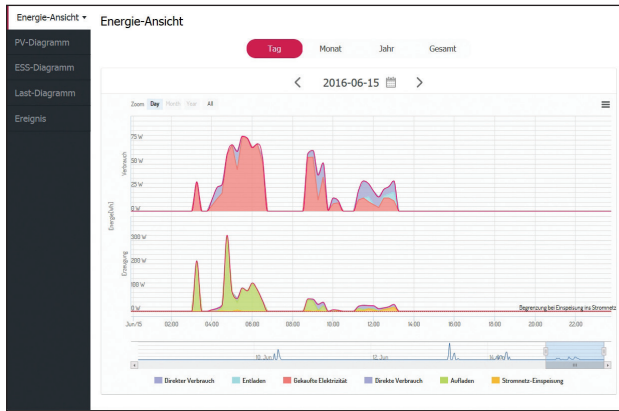 Energie-Ansicht
PV-Diagramm
ESS-Diagramm
Last-Diagramm
Ereignis
Energie-Ansicht
Tag Monat Jahr Gesamt
2016-06-15
Zoom Day Month Year All
Energie[Wh]
Verbrauch
75 W
50 W
25 W
0 W
Erzeugung
300 W
200 W
100 W
0 W
Begrenzung bei Einspeisung ins Stromnetz
Jun/15 02:00 04:00 06:00 08:00 10:00 12:00 14:00 16:00 18:00 20:00 22:00
10. Jun 12. Jun 14. Jun
Direkter Verbrauch Entladen Gekaufte Elektrizität Direkte Verbrauch Aufladen Stromnetz-Einspeisung